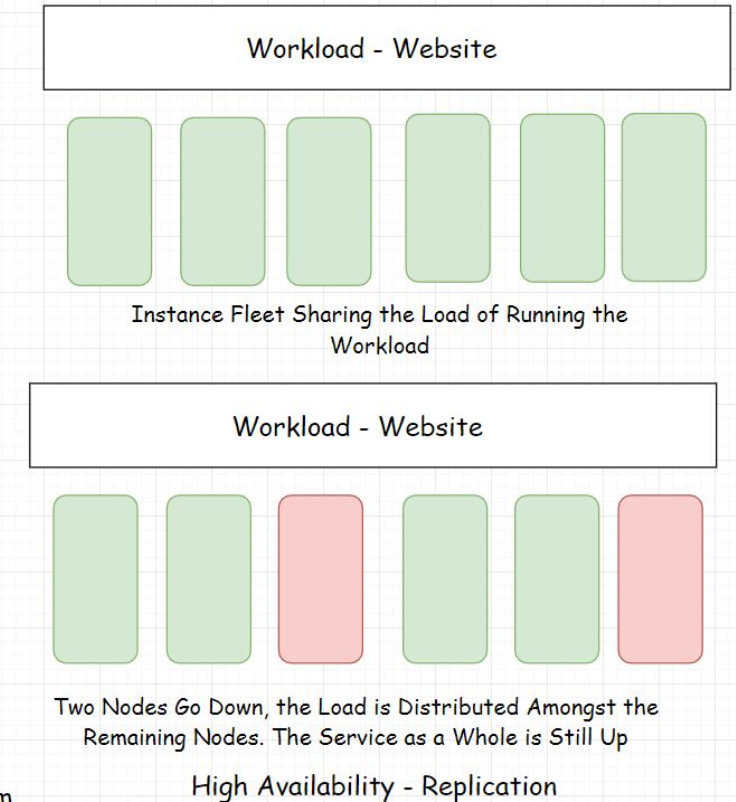 Workload - Website
Instance Fleet Sharing the Load of Running the
Workload
Workload - Website
Two Nodes Go Down, the Load is Distributed Amongst the
Remaining Nodes. The Service as a Whole is Still Up
High Availability - Replication